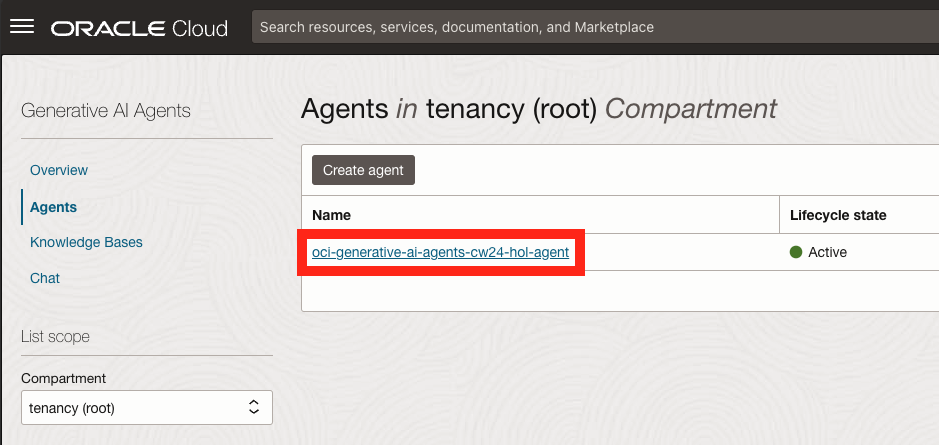 ORACLE Cloud
Search resources, services, documentation, and Marketplace
Generative AI Agents
Overview
Agents
Knowledge Bases
Chat
List scope
Compartment
tenancy (root)
Agents in tenancy (root) Compartment
Create agent
Name
Lifecycle state
oci-generative-ai-agents-cw24-hol-agent
Active